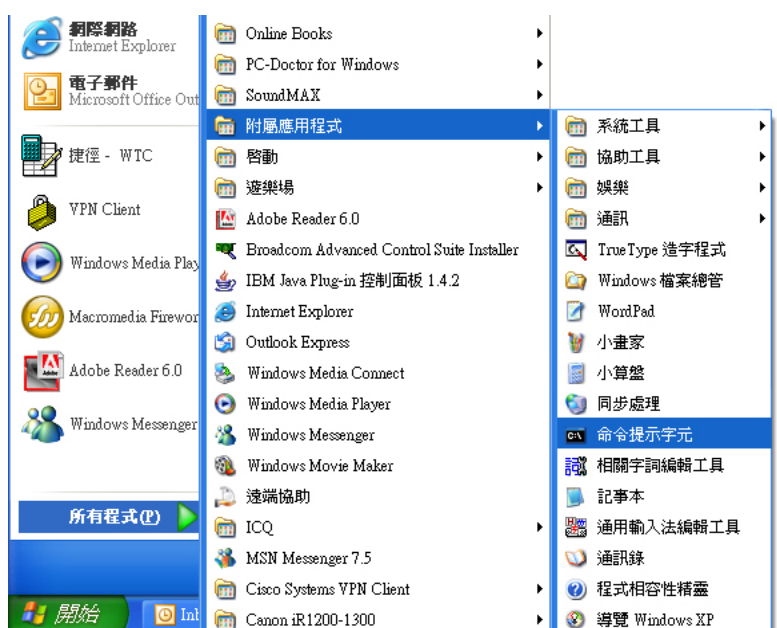 網際網路
Internet Explorer
電子郵件
Microsoft Office Out
捷徑 - WTC
VPN Client
Windows Media Play
Macromedia Firewor
Adobe Reader 6.0
Windows Messenger
所有程式(P)
開始
Inb
Online Books
PC-Doctor for Windows
SoundMAX
附屬應用程式
啓動
遊樂場
Adobe Reader 6.0
Broadcom Advanced Control Suite Installer
IBM Java Plug-in 控制面板 1.4.2
Internet Explorer
Outlook Express
Windows Media Connect
Windows Media Player
Windows Messenger
Windows Movie Maker
遠端協助
ICQ
MSN Messenger 7.5
Cisco Systems VPN Client
Canon iR1200-1300
系統工具
協助工具
娛樂
通訊
TrueType 造字程式
Windows 檔案總管
WordPad
小畫家
小算盤
同步處理
命令提示字元
相關字詞編輯工具
記事本
通用輸入法編輯工具
通訊錄
程式相容性精靈
導覽 Windows XP